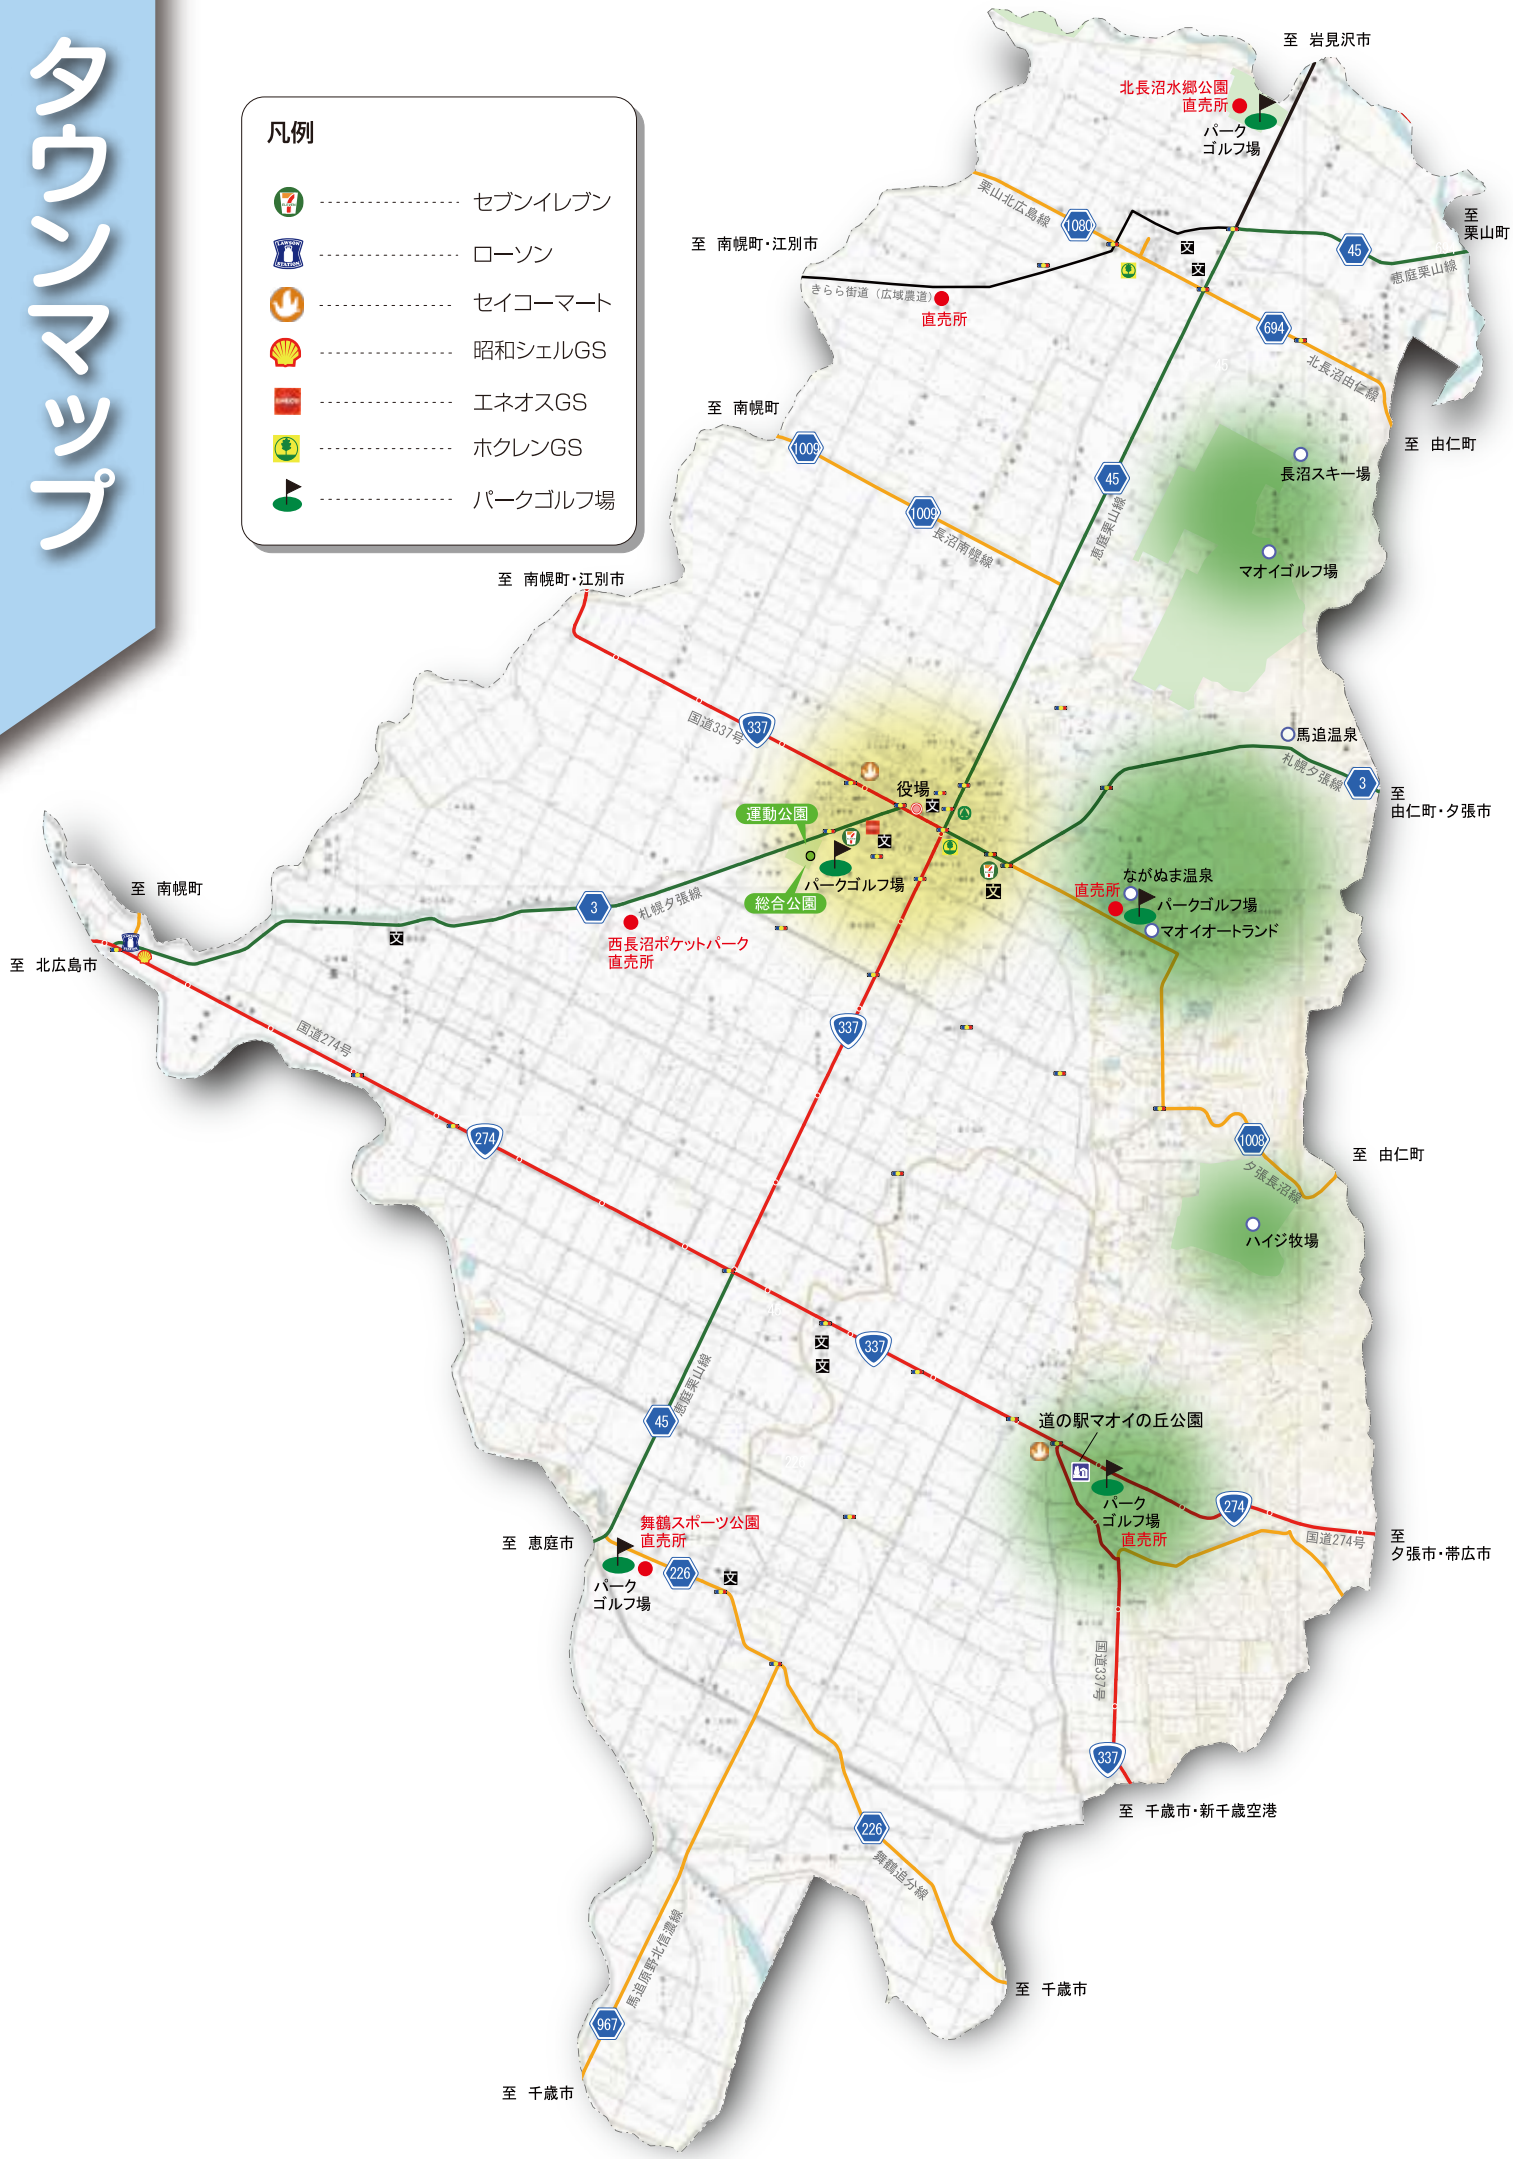 タウンマップ
凡例
セブンイレブン
ローソン
セイコーマート
昭和シェルGS
エネオスGS
ホクレンGS
パークゴルフ場
至 岩見沢市
北長沼水郷公園
直売所
パーク
ゴルフ場
栗山北広島線
1080
至
栗山町
45
恵庭栗山線
至 南幌町・江別市
きらら街道（広域農道）
直売所
694
北長沼由仁線
至 由仁町
至 南幌町
1009
1009
長沼南幌線
45
恵庭栗山線
長沼スキー場
マオイゴルフ場
至 南幌町・江別市
国道337号
337
馬追温泉
札幌夕張線
3
至
由仁町・夕張市
役場
文
運動公園
文
パークゴルフ場
総合公園
文
文
文
直売所
ながぬま温泉
パークゴルフ場
マオイオートランド
至 南幌町
至 北広島市
文
3
札幌夕張線
西長沼ポケットパーク
直売所
国道274号
274
337
1008
夕張長沼線
至 由仁町
ハイジ牧場
文
文
337
恵庭栗山線
45
道の駅マオイの丘公園
パーク
ゴルフ場
直売所
274
国道274号
至
夕張市・帯広市
至 恵庭市
舞鶴スポーツ公園
直売所
パーク
ゴルフ場
226
文
国道337号
337
至 千歳市・新千歳空港
226
舞鶴追分線
至 千歳市
馬追原野北信濃線
967
至 千歳市